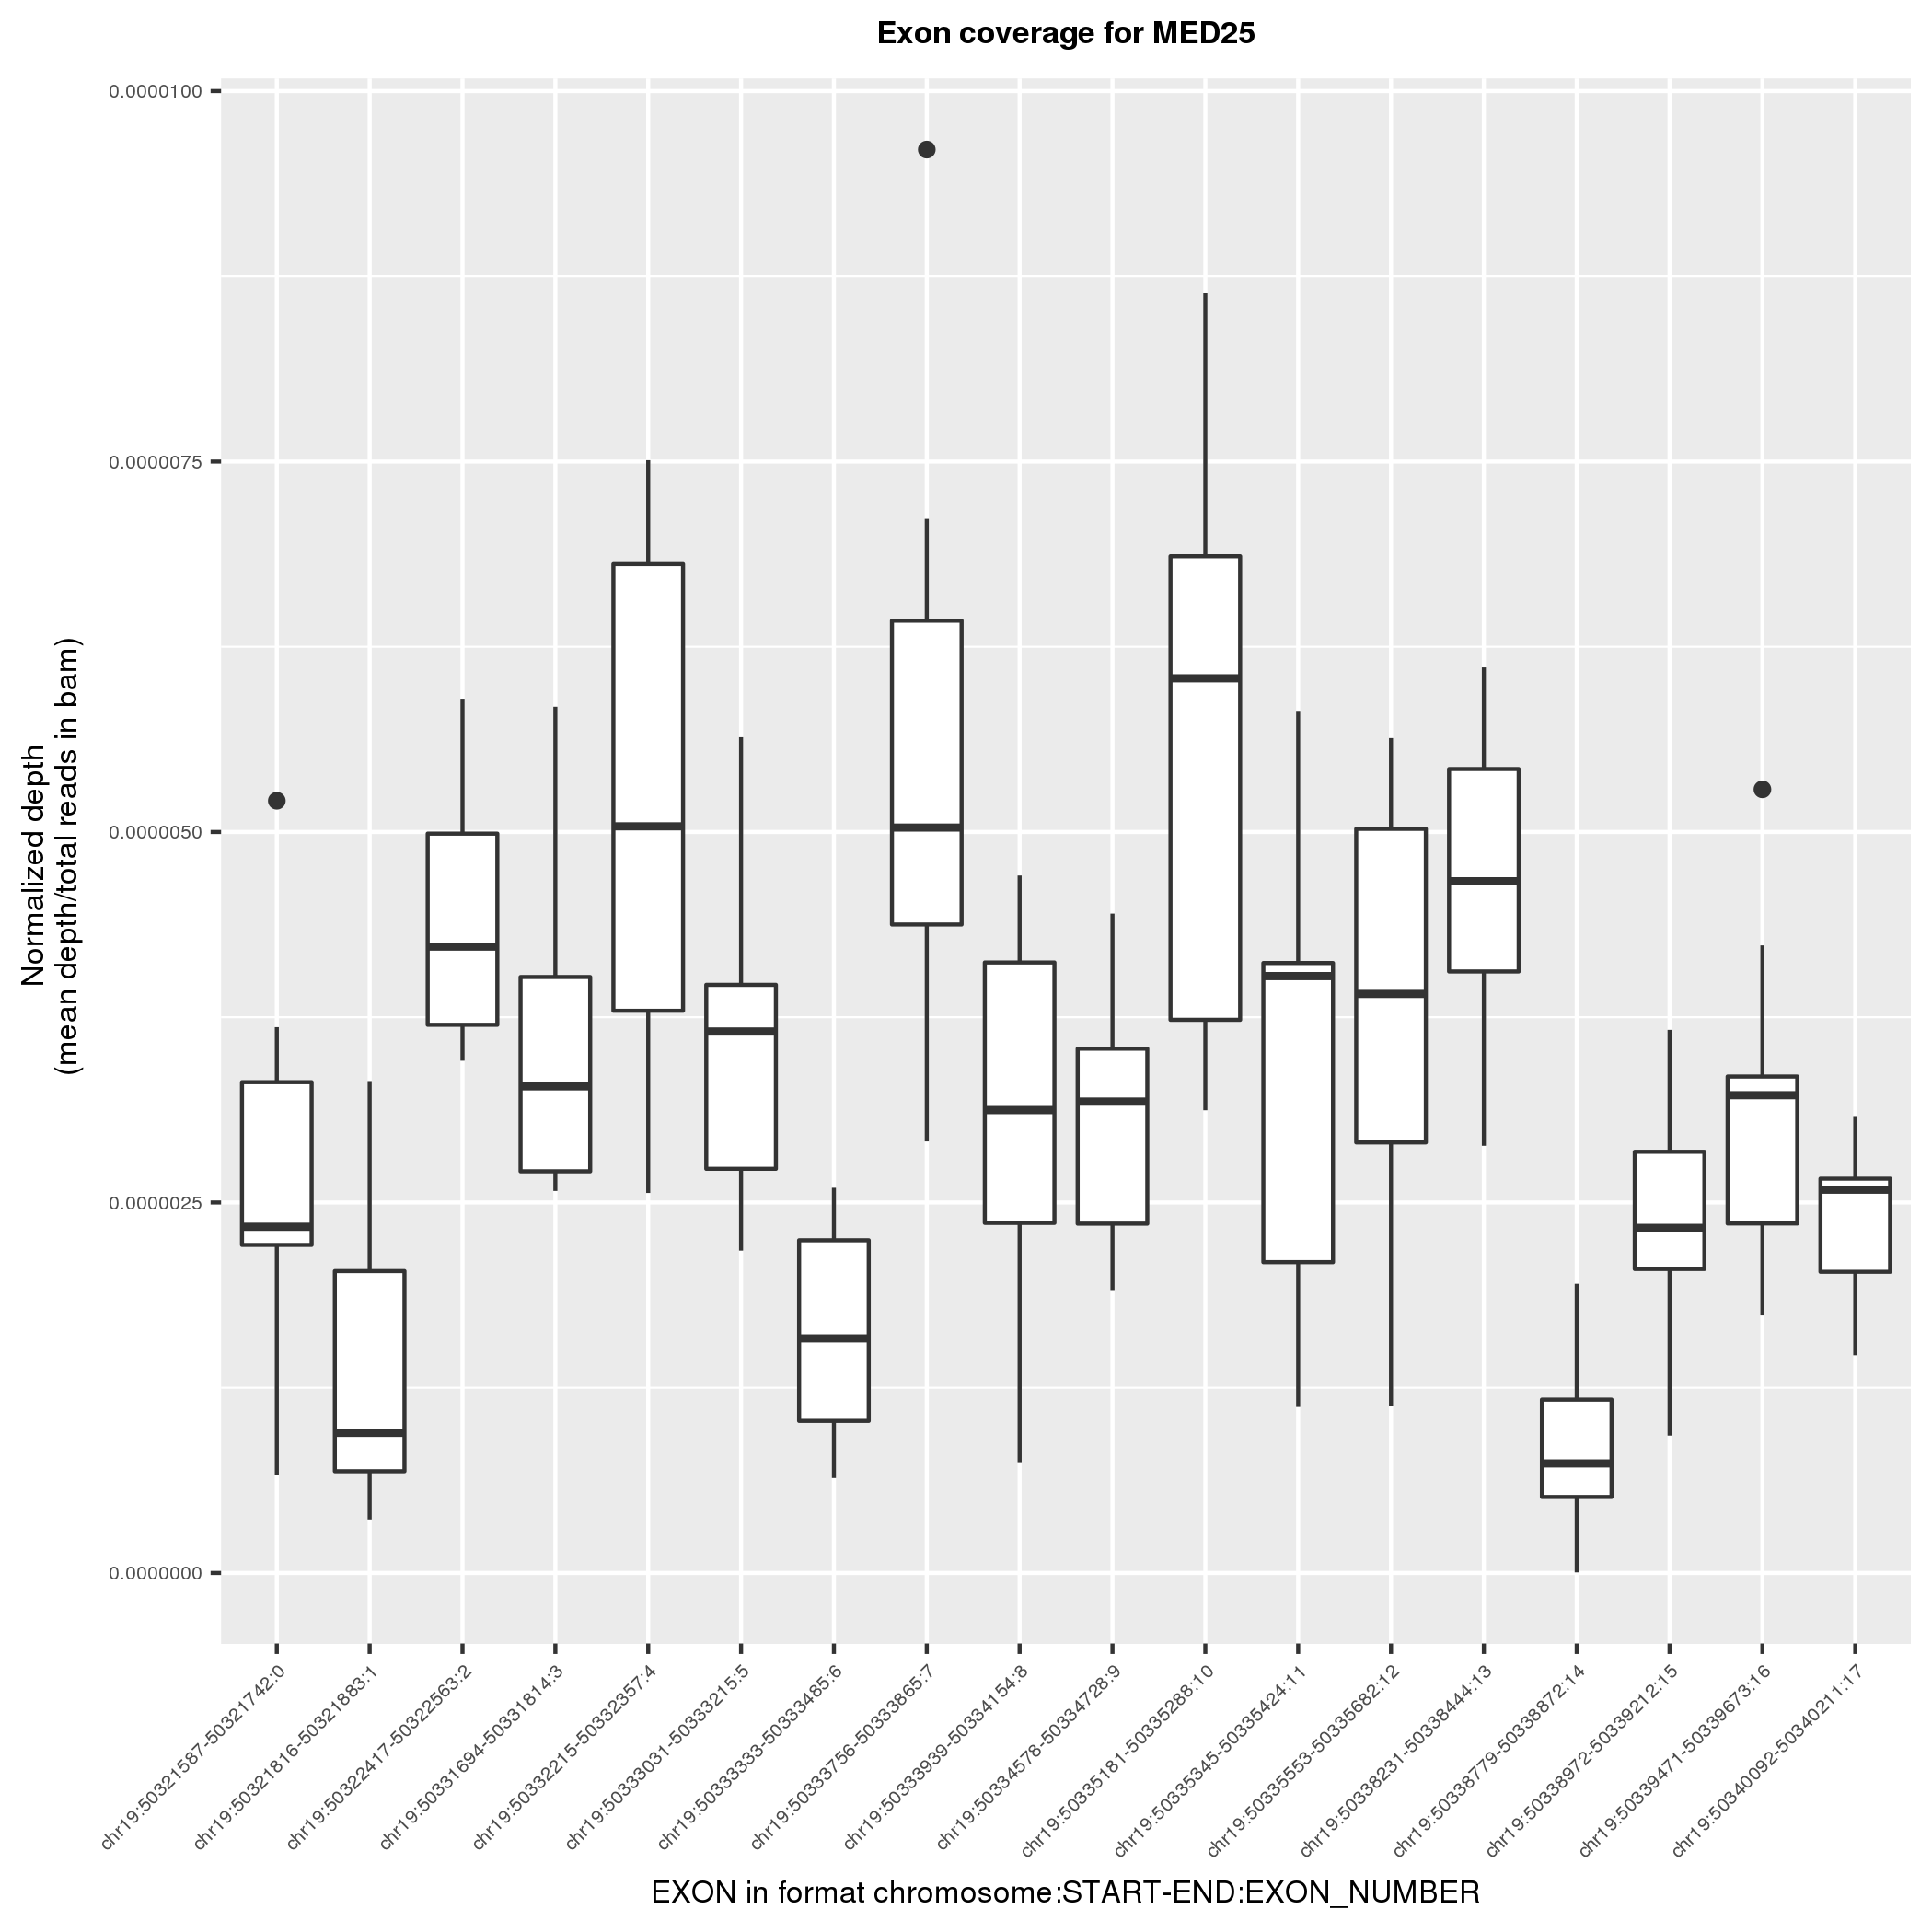 Exon coverage for MED25
Normalized depth
(mean depth/total reads in bam)
0.0000100
0.0000075
0.0000050
0.0000025
0.0000000
chr19:50321587-50321742:0
chr19:50321816-50321883:1
chr19:50322417-50322563:2
chr19:50331694-50331814:3
chr19:50332215-50332357:4
chr19:50333031-50333215:5
chr19:50333333-50333485:6
chr19:50333756-50333865:7
chr19:50333939-50334154:8
chr19:50334578-50334728:9
chr19:50335181-50335288:10
chr19:50335345-50335424:11
chr19:50335553-50335682:12
chr19:50338231-50338444:13
chr19:50338779-50338872:14
chr19:50338972-50339212:15
chr19:50339471-50339673:16
chr19:50340092-50340211:17
EXON in format chromosome:START-END:EXON_NUMBER